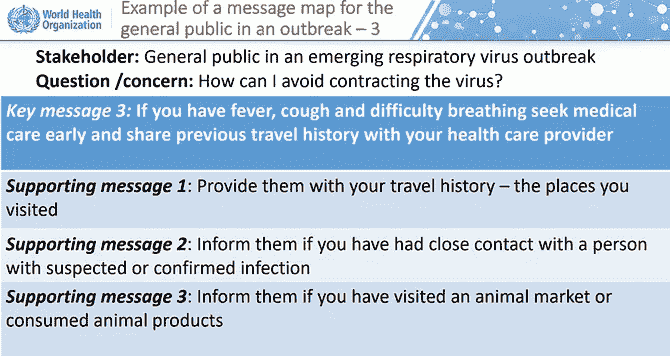 World Health
Organization
Example of a message map for the
general public in an outbreak – 3
Stakeholder: General public in an emerging respiratory virus outbreak
Question /concern: How can I avoid contracting the virus?
Key message 3: If you have fever, cough and difficulty breathing seek medical
care early and share previous travel history with your health care provider
Supporting message 1: Provide them with your travel history – the places you
visited
Supporting message 2: Inform them if you have had close contact with a person
with suspected or confirmed infection
Supporting message 3: Inform them if you have visited an animal market or
consumed animal products